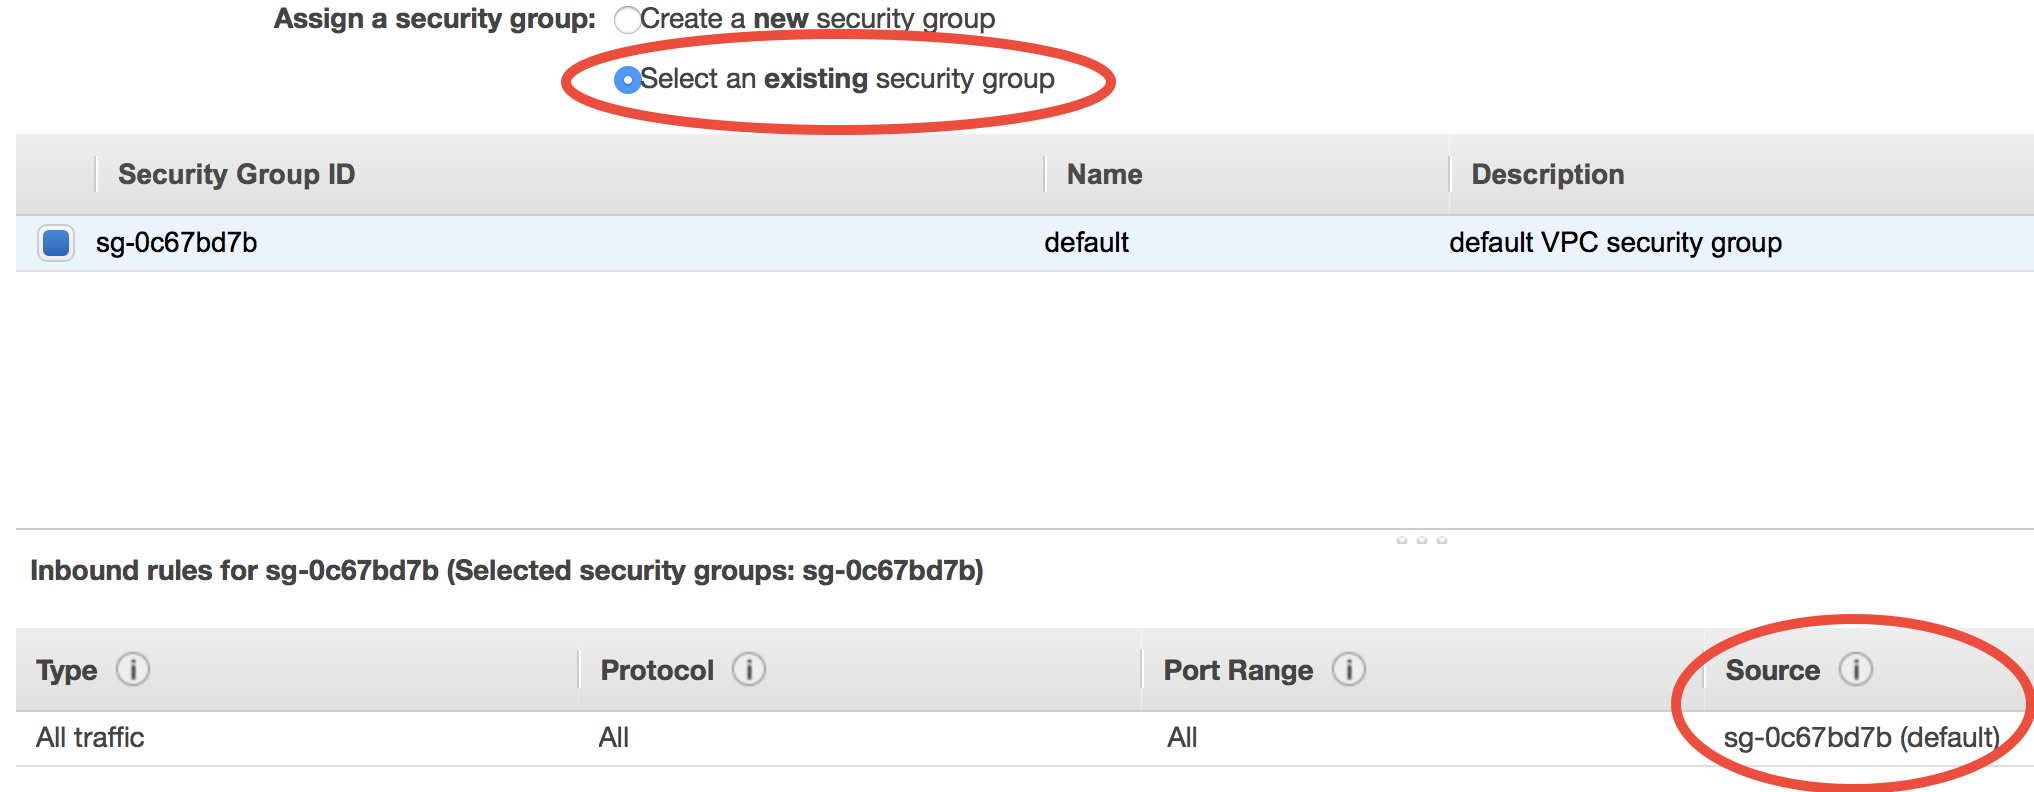 Assign a security group: Create a new security group
Select an existing security group
Security Group ID Name Description
sg-0c67bd7b default default VPC security group
Inbound rules for sg-0c67bd7b (Selected security groups: sg-0c67bd7b)
Type i Protocol i Port Range i Source i
All traffic All All sg-0c67bd7b (default)